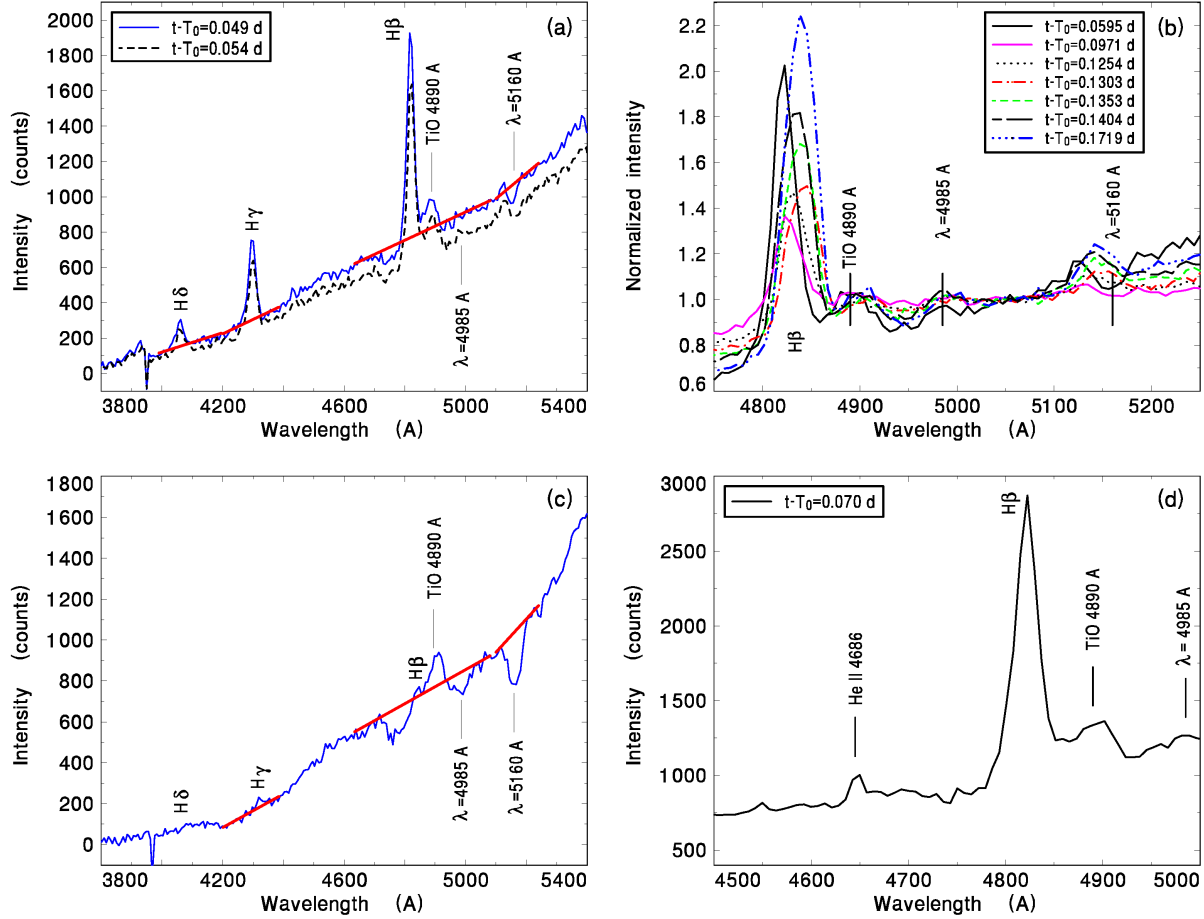 (a)
t-T₀=0.049 d
t-T₀=0.054 d
Hβ
TiO 4890 A
λ=5160 A
Hγ
Hδ
λ=4985 A
2000
1800
1600
1400
1200
1000
800
600
400
200
0
Intensity (counts)
3800 4200 4600 5000 5400
Wavelength (A)
(b)
t-T₀=0.0595 d
t-T₀=0.0971 d
t-T₀=0.1254 d
t-T₀=0.1303 d
t-T₀=0.1353 d
t-T₀=0.1404 d
t-T₀=0.1719 d
TiO 4890 A
λ=4985 A
λ=5160 A
Hβ
2.2
2.0
1.8
1.6
1.4
1.2
1.0
0.8
0.6
Normalized intensity
4800 4900 5000 5100 5200
Wavelength (A)
(c)
TiO 4890 A
Hβ
Hγ
Hδ
λ=4985 A
λ=5160 A
1800
1600
1400
1200
1000
800
600
400
200
0
Intensity (counts)
3800 4200 4600 5000 5400
Wavelength (A)
(d)
t-T₀=0.070 d
Hβ
He II 4686
TiO 4890 A
λ = 4985 A
3000
2500
2000
1500
1000
500
Intensity (counts)
4500 4600 4700 4800 4900 5000
Wavelength (A)